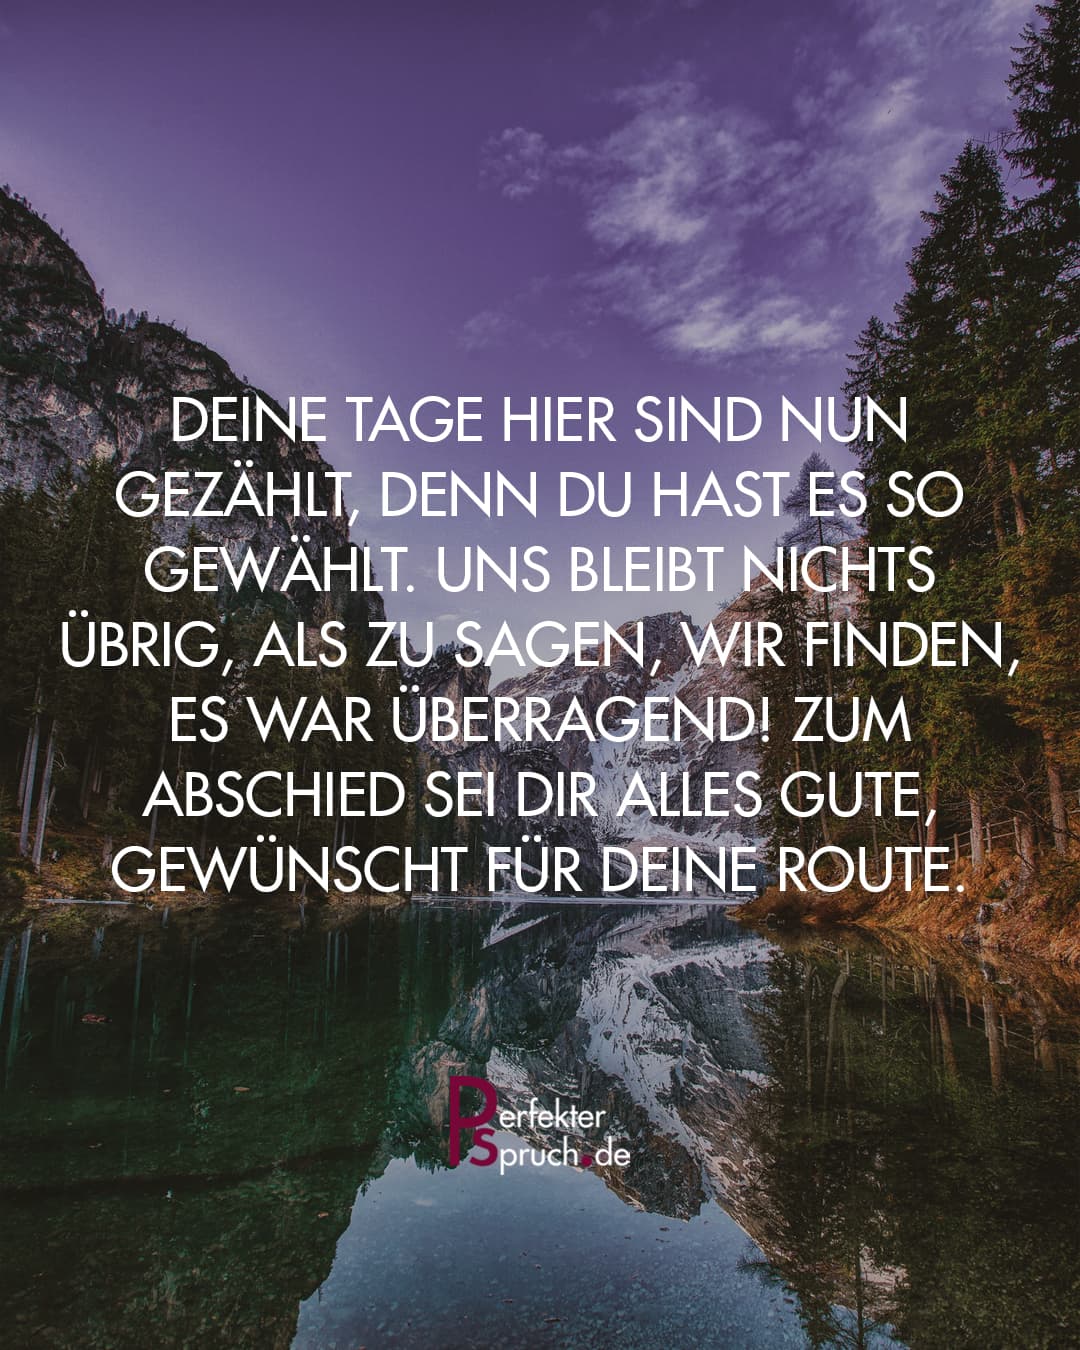 DEINE TAGE HIER SIND NUN
GEZÄHLT, DENN DU HAST ES SO
GEWÄHLT. UNS BLEIBT NICHTS
ÜBRIG, ALS ZU SAGEN, WIR FINDEN,
ES WAR ÜBERRAGEND! ZUM
ABSCHIED SEI DIR ALLES GUTE,
GEWÜNSCHT FÜR DEINE ROUTE.
Perfekter
Spruch.de